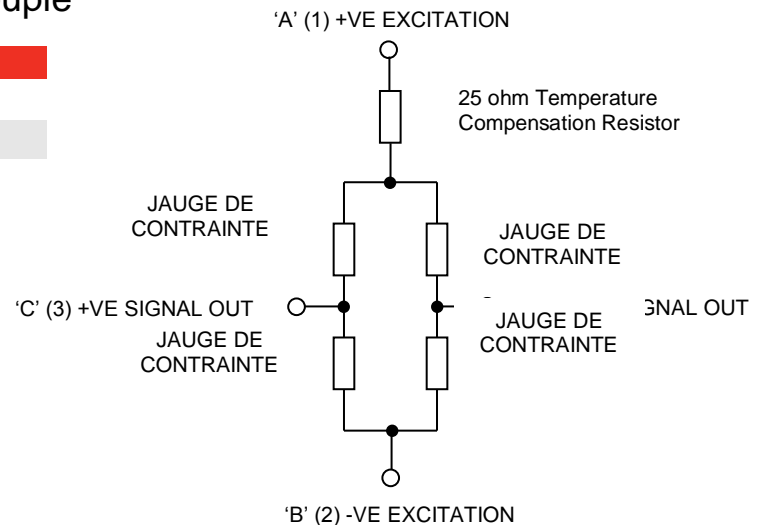 ‘A’ (1) +VE EXCITATION
25 ohm Temperature
Compensation Resistor
JAUGE DE
CONTRAINTE
JAUGE DE
CONTRAINTE
‘C’ (3) +VE SIGNAL OUT
OUT
JAUGE DE
CONTRAINTE
JAUGE DE
CONTRAINTE
‘B’ (2) -VE EXCITATION